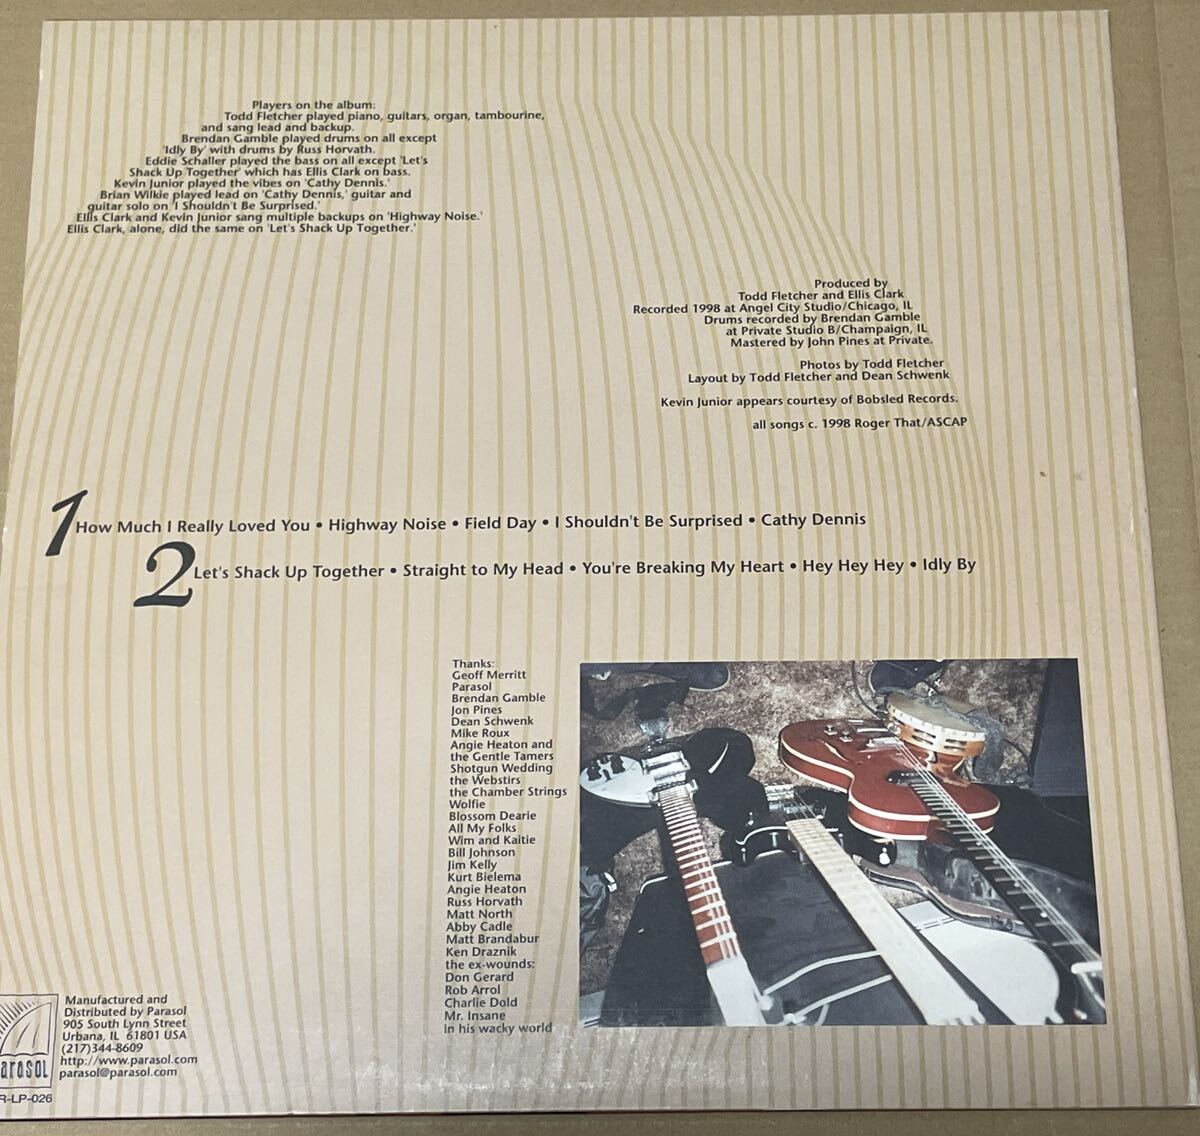 Players on the album:
Todd Fletcher played piano, guitars, organ, tambourine,
and sang lead and backup.
Brendan Gamble played drums on all except
'Idly By' with drums by Russ Horvath.
Eddie Schaller played the bass on all except 'Let's
Shack Up Together' which has Ellis Clark on bass.
Kevin Junior played the vibes on 'Cathy Dennis.'
Brian Wilkie played lead on 'Cathy Dennis,' guitar and
guitar solo on 'I Shouldn't Be Surprised.'
Ellis Clark and Kevin Junior sang multiple backups on 'Highway Noise.'
Ellis Clark, alone, did the same on 'Let's Shack Up Together.'
Produced by
Todd Fletcher and Ellis Clark
Recorded 1998 at Angel City Studio/Chicago, IL
Drums recorded by Brendan Gamble
at Private Studio B/Champaign, IL
Mastered by John Pines at Private.
Photos by Todd Fletcher
Layout by Todd Fletcher and Dean Schwenk
Kevin Junior appears courtesy of Bobsled Records.
all songs c. 1998 Roger That/ASCAP
1 How Much I Really Loved You • Highway Noise • Field Day • I Shouldn't Be Surprised • Cathy Dennis
2 Let's Shack Up Together • Straight to My Head • You're Breaking My Heart • Hey Hey Hey • Idly By
Thanks:
Geoff Merritt
Parasol
Brendan Gamble
Jon Pines
Dean Schwenk
Mike Roux
Angie Heaton and
the Gentle Tamers
Shotgun Wedding
the Webstirs
the Chamber Strings
Wolfie
Blossom Dearie
All My Folks
Wim and Kaitie
Bill Johnson
Jim Kelly
Kurt Bielema
Angie Heaton
Russ Horvath
Matt North
Abby Cadle
Matt Brandabur
Ken Draznik
the ex-wounds:
Don Gerard
Rob Arrol
Charlie Dold
Mr. Insane
in his wacky world
Manufactured and
Distributed by Parasol
905 South Lynn Street
Urbana, IL 61801 USA
(217)344-8609
http://www.parasol.com
parasol@parasol.com
arasol
R-LP-026